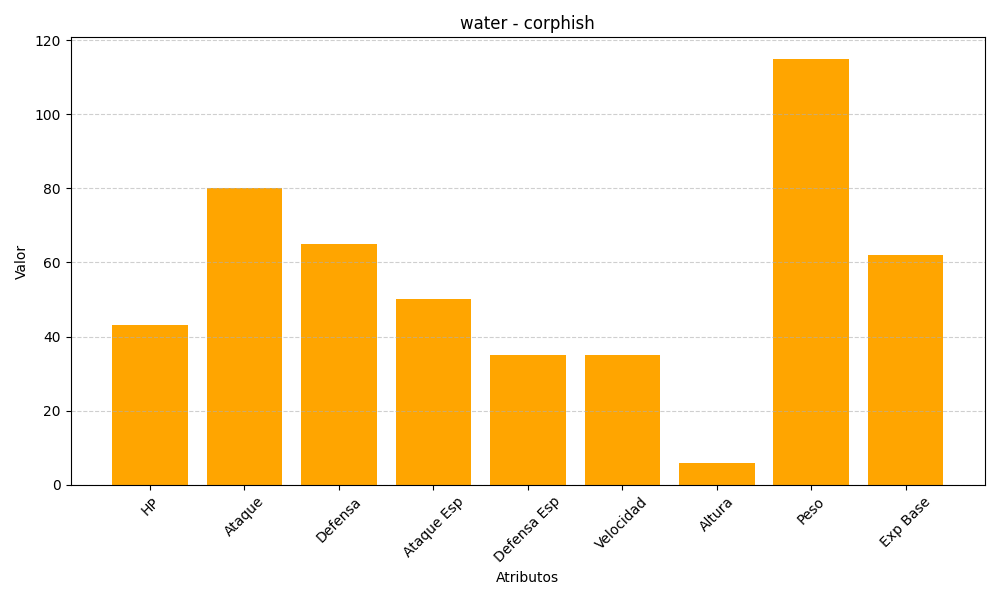 water - corphish
Valor
120
100
80
60
40
20
0
HP
Ataque
Defensa
Ataque Esp
Defensa Esp
Velocidad
Altura
Peso
Exp Base
Atributos